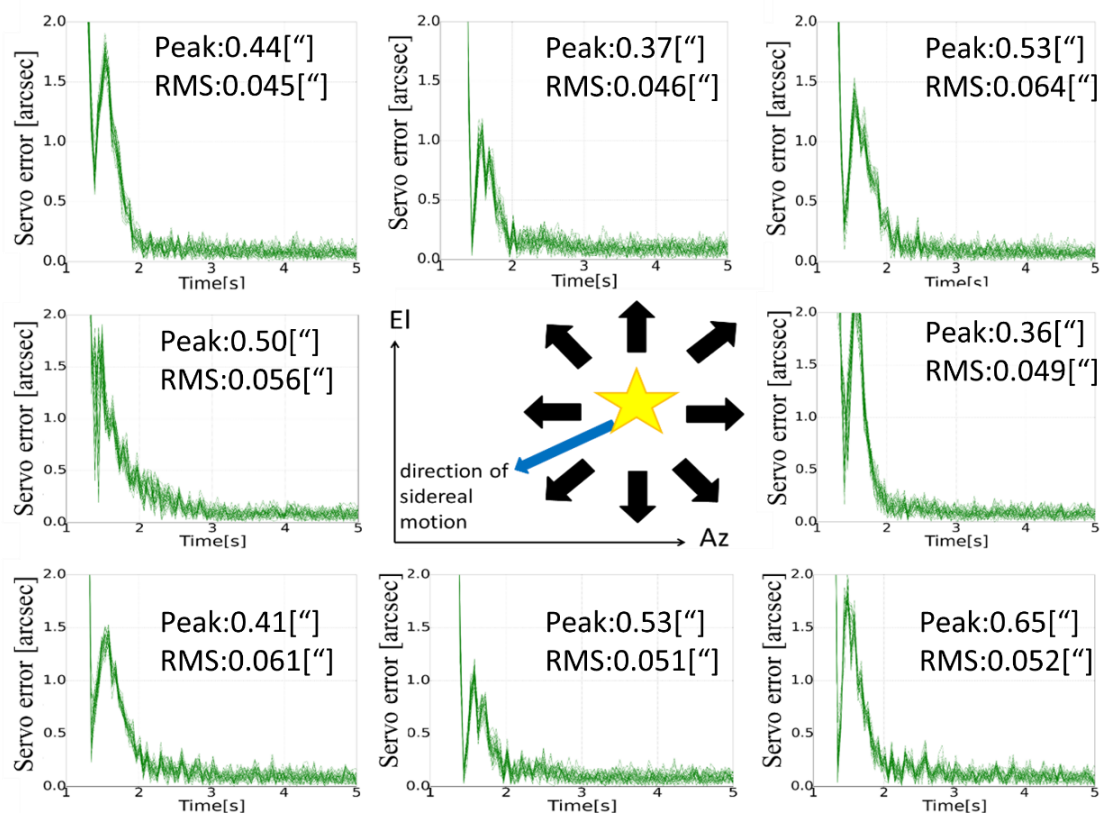 2.0
1.5
1.0
0.5
0.0
Servo error [arcsec]
Peak:0.44[“]
RMS:0.045[“]
1 2 3 4 5
Time[s]
2.0
1.5
1.0
0.5
0.0
Servo error [arcsec]
Peak:0.37[“]
RMS:0.046[“]
1 2 3 4 5
Time[s]
2.0
1.5
1.0
0.5
0.0
Servo error [arcsec]
Peak:0.53[“]
RMS:0.064[“]
1 2 3 4 5
Time[s]
2.0
1.5
1.0
0.5
0.0
Servo error [arcsec]
Peak:0.50[“]
RMS:0.056[“]
1 2 3 4 5
Time[s]
El
direction of
sidereal
motion
Az
2.0
1.5
1.0
0.5
0.0
Servo error [arcsec]
Peak:0.36[“]
RMS:0.049[“]
1 2 3 4 5
Time[s]
2.0
1.5
1.0
0.5
0.0
Servo error [arcsec]
Peak:0.41[“]
RMS:0.061[“]
1 2 3 4 5
Time[s]
2.0
1.5
1.0
0.5
0.0
Servo error [arcsec]
Peak:0.53[“]
RMS:0.051[“]
1 2 3 4 5
Time[s]
2.0
1.5
1.0
0.5
0.0
Servo error [arcsec]
Peak:0.65[“]
RMS:0.052[“]
1 2 3 4 5
Time[s]